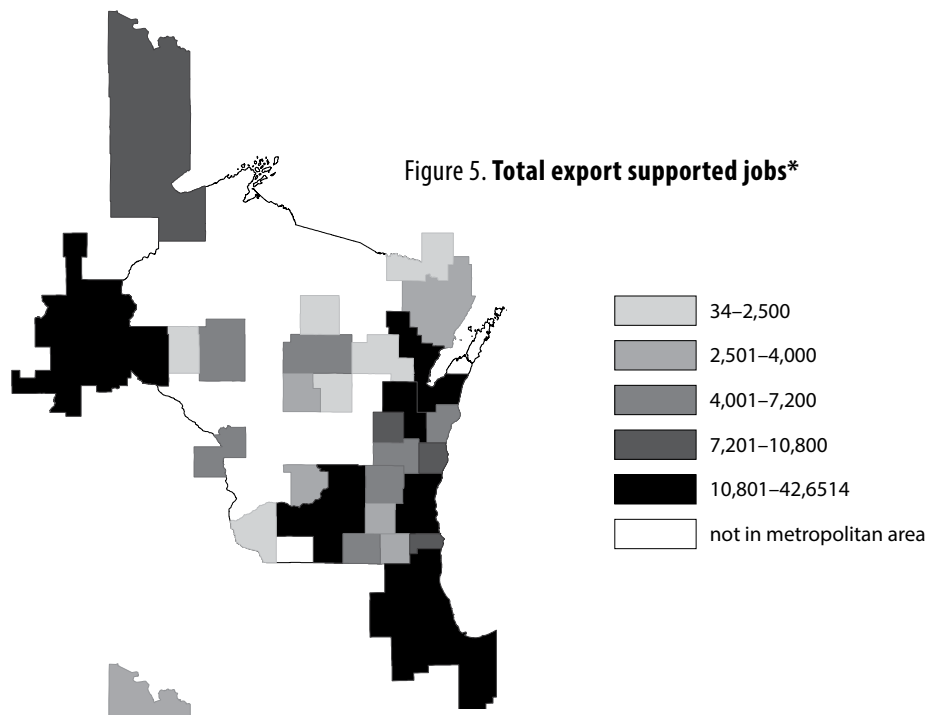 Figure 5. Total export supported jobs*
34–2,500
2,501–4,000
4,001–7,200
7,201–10,800
10,801–42,6514
not in metropolitan area